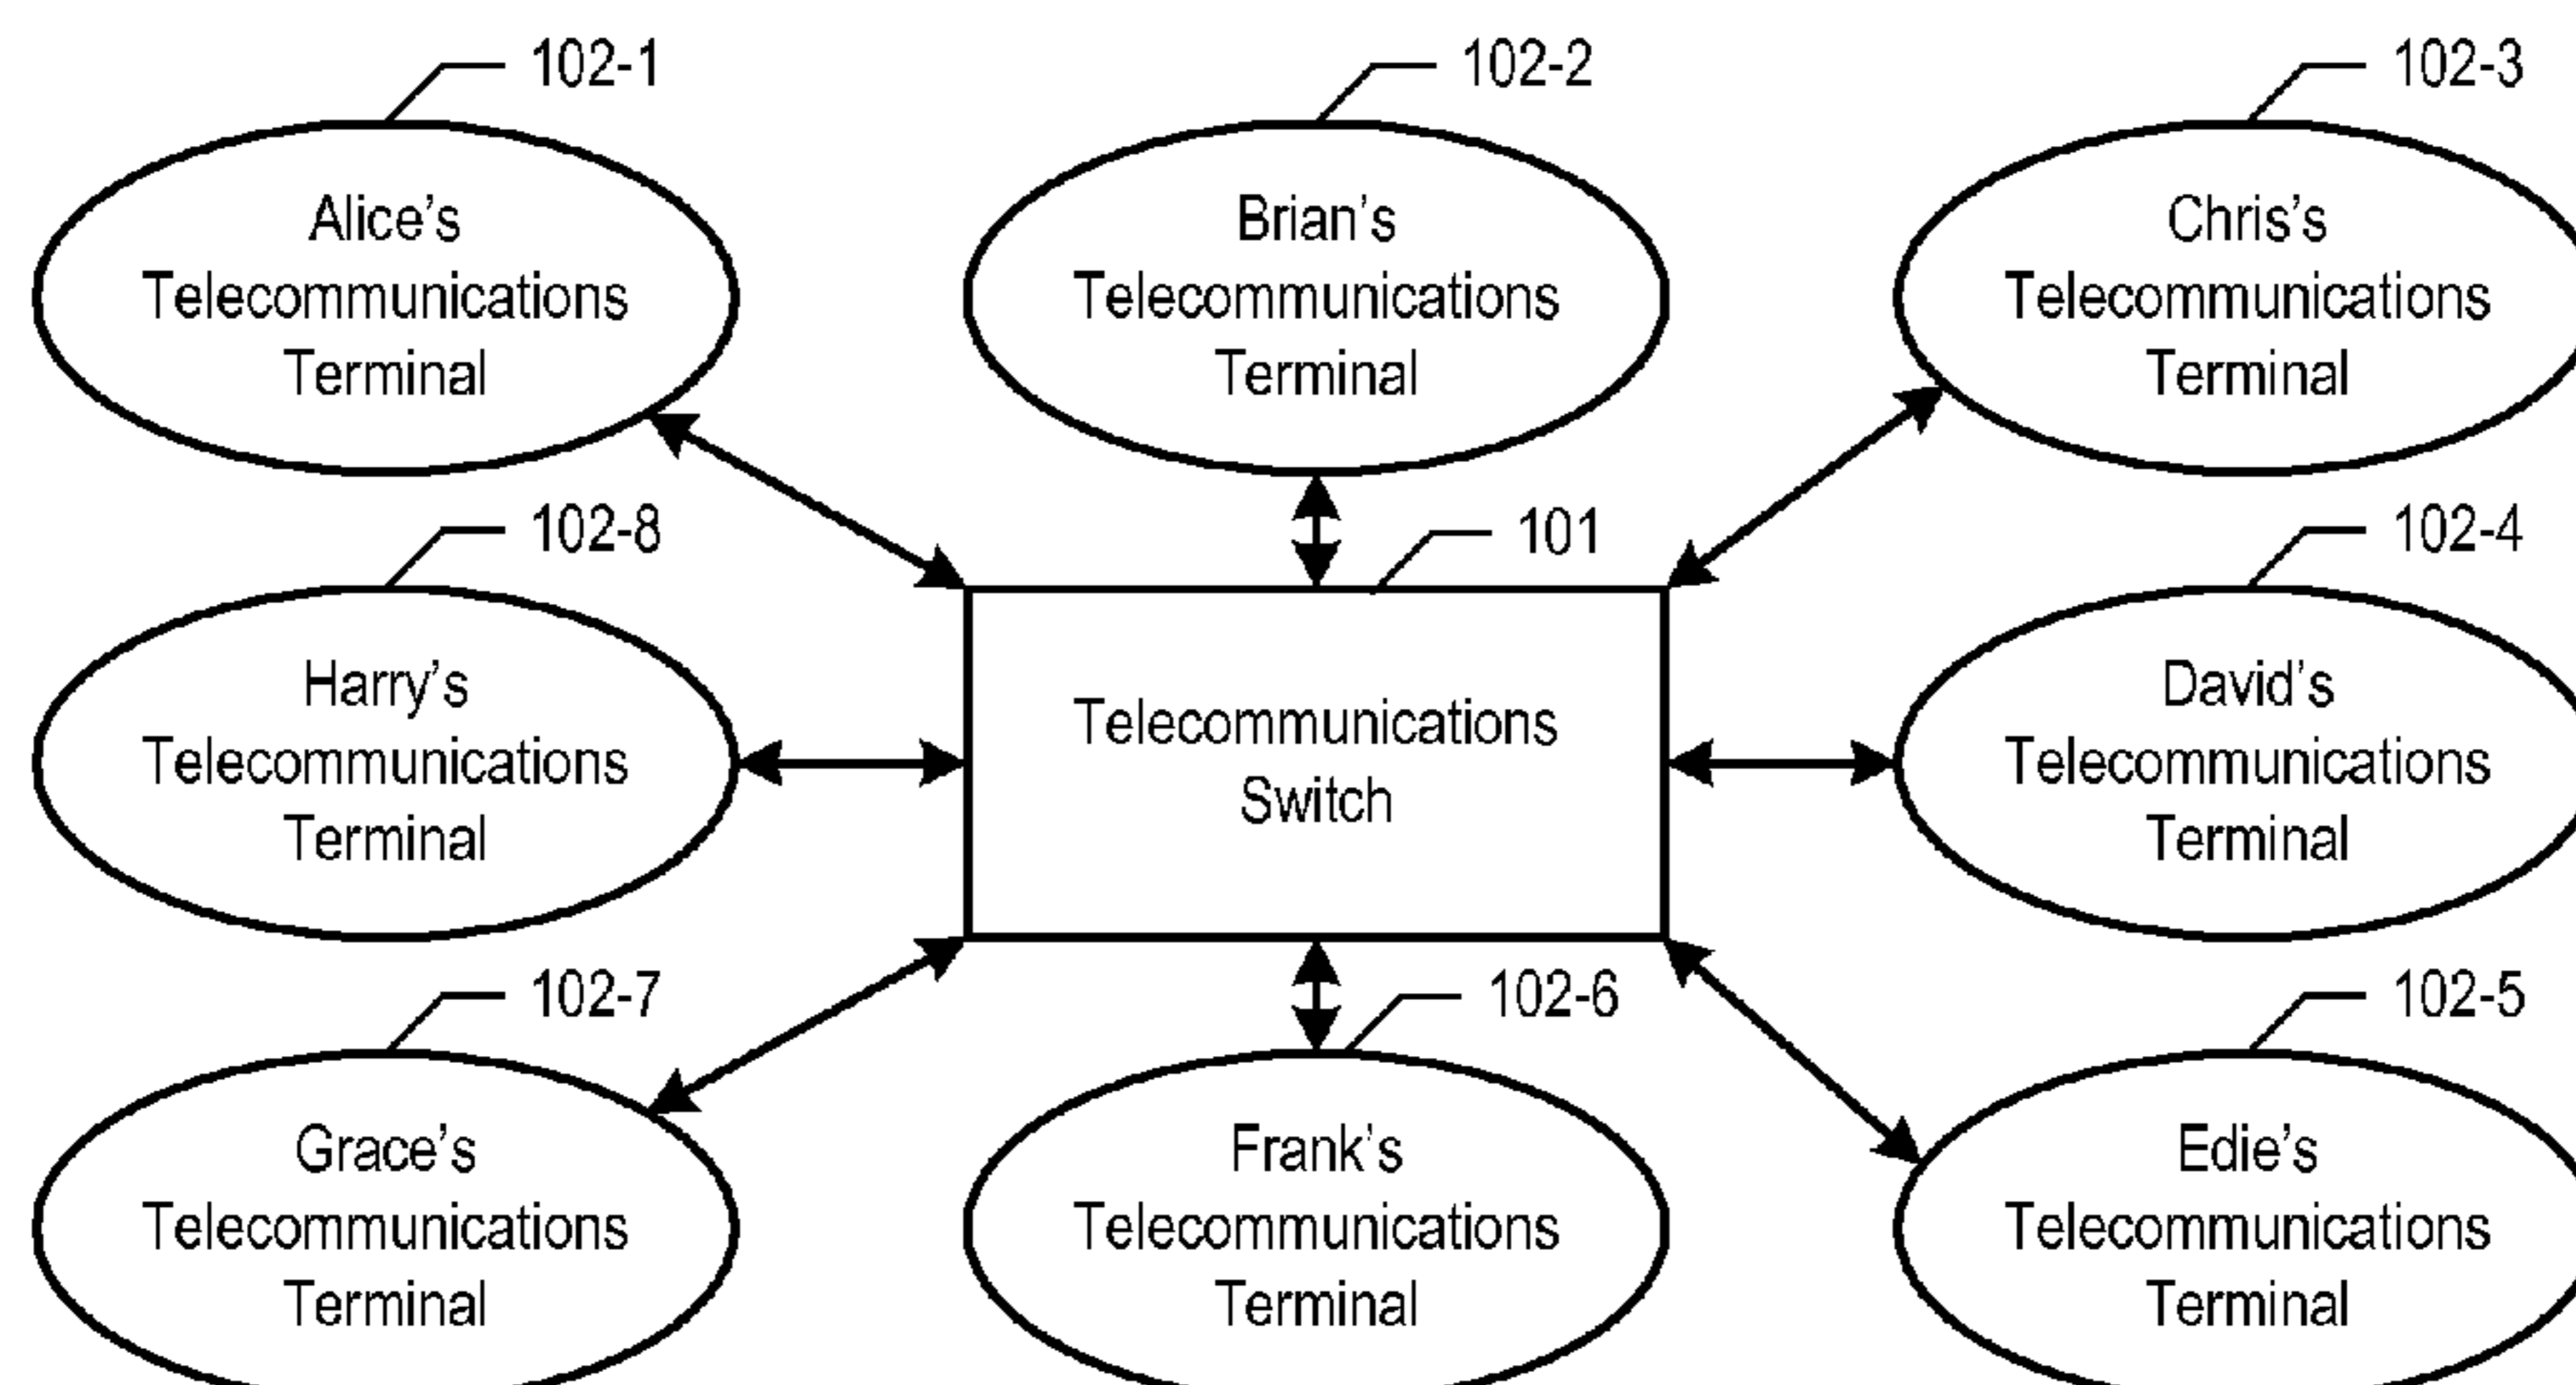 102-1
Alice's
Telecommunications
Terminal
102-2
Brian's
Telecommunications
Terminal
102-3
Chris's
Telecommunications
Terminal
102-8
Harry's
Telecommunications
Terminal
101
Telecommunications
Switch
102-4
David's
Telecommunications
Terminal
102-7
Grace's
Telecommunications
Terminal
102-6
Frank's
Telecommunications
Terminal
102-5
Edie's
Telecommunications
Terminal